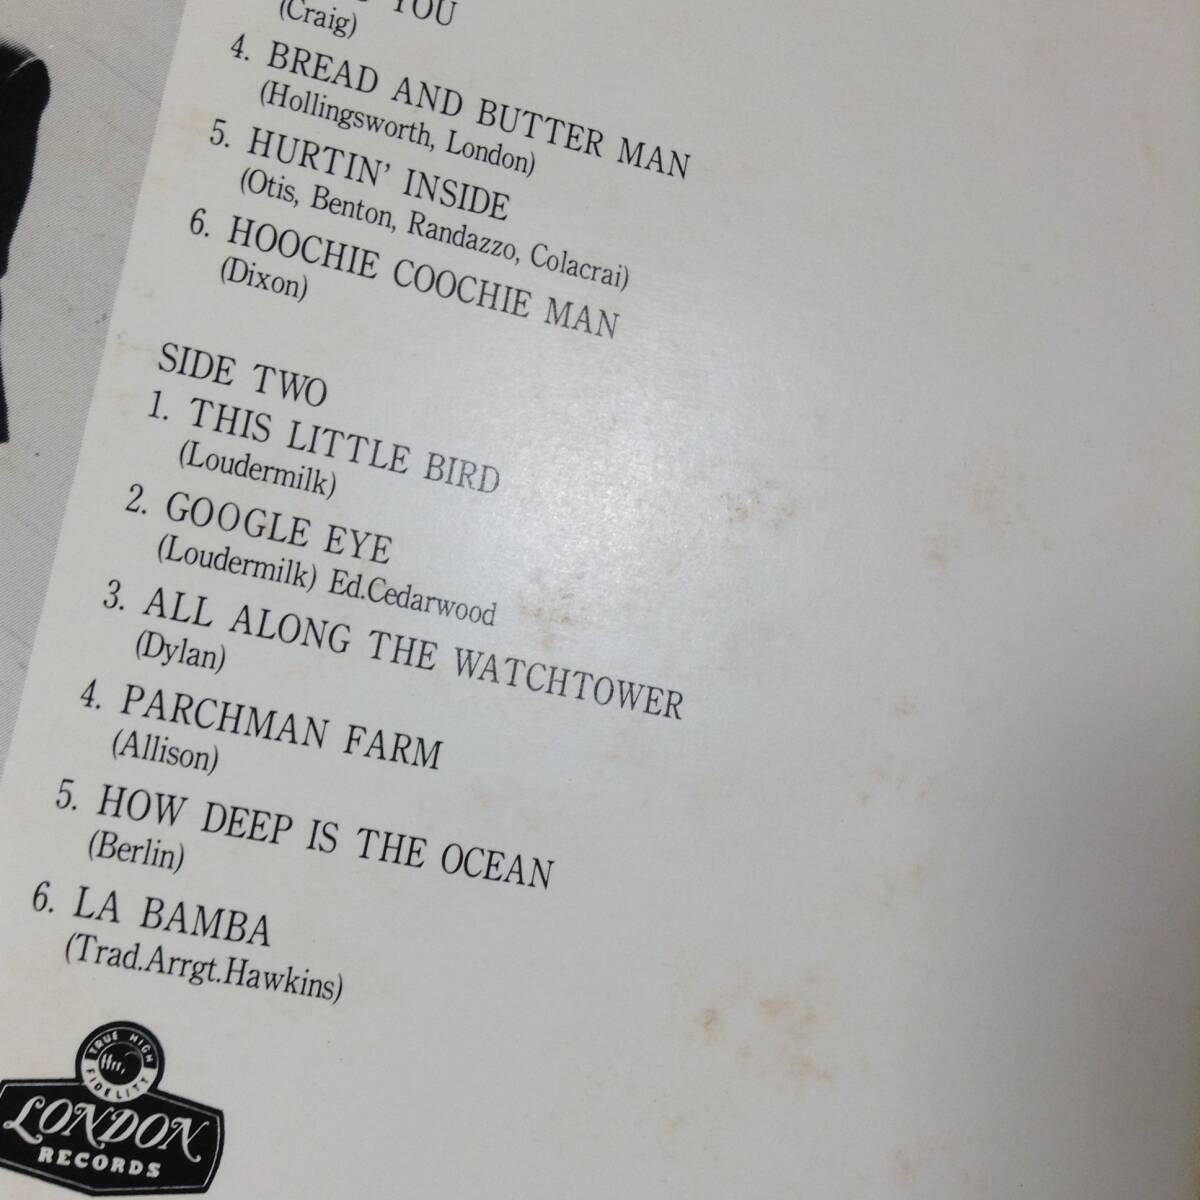 YOU
(Craig)
4. BREAD AND BUTTER MAN
(Hollingsworth, London)
5. HURTIN' INSIDE
(Otis, Benton, Randazzo, Colacrai)
6. HOOCHIE COOCHIE MAN
(Dixon)
SIDE TWO
1. THIS LITTLE BIRD
(Loudermilk)
2. GOOGLE EYE
(Loudermilk) Ed.Cedarwood
3. ALL ALONG THE WATCHTOWER
(Dylan)
4. PARCHMAN FARM
(Allison)
5. HOW DEEP IS THE OCEAN
(Berlin)
6. LA BAMBA
(Trad.Arrgt.Hawkins)
TRUE HIGH
FIDELITY
LONDON
RECORDS